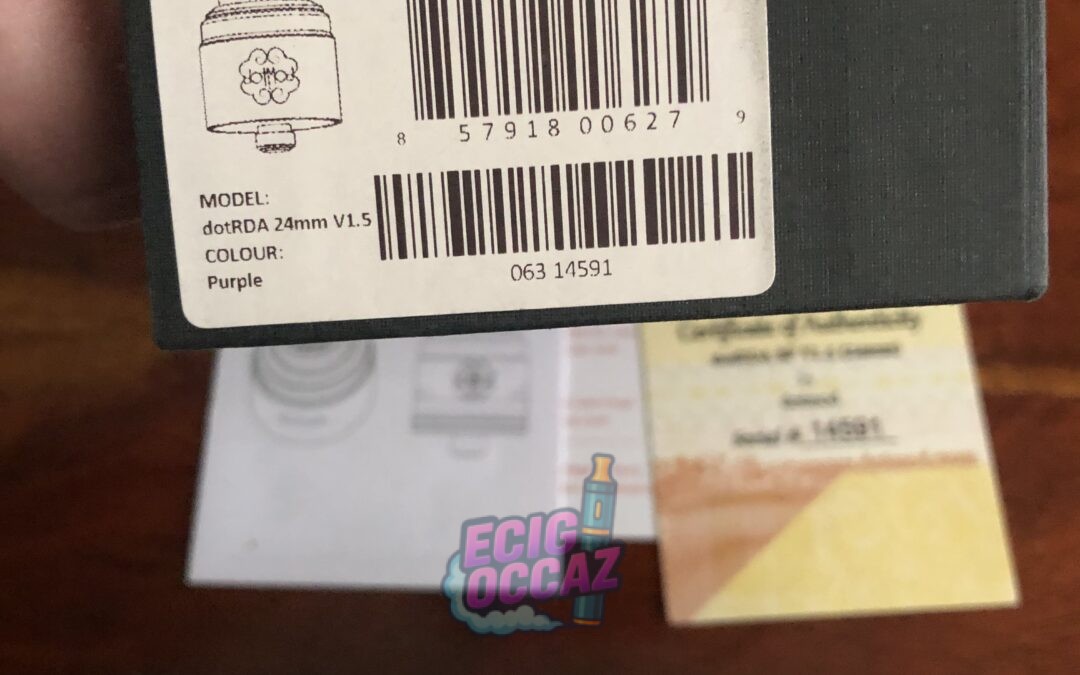 dotMod
8 57918 00627 9
MODEL:
dotRDA 24mm V1.5
COLOUR:
Purple
063 14591
Certificate of Authenticity
Serial # 14591
ECIG
OCCAZ